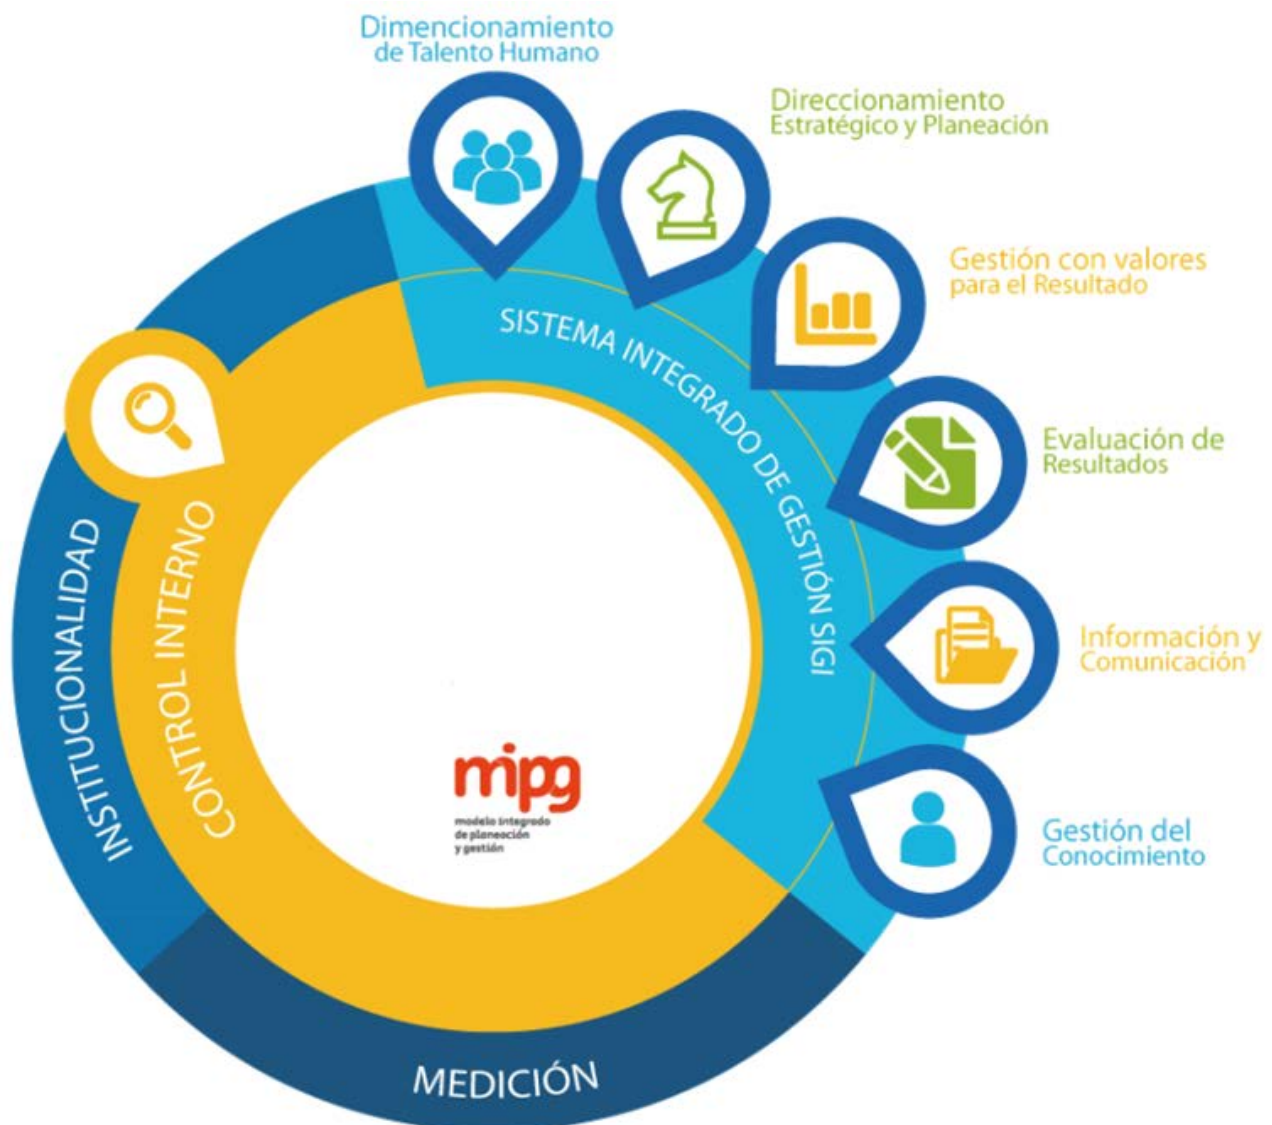 Dimencionamiento
de Talento Humano
Direccionamiento
Estratégico y Planeación
Gestión con valores
para el Resultado
SISTEMA INTEGRADO DE GESTIÓN SIGI
Evaluación de
Resultados
INSTITUCIONALIDAD
CONTROL INTERNO
Información y
Comunicación
mipg
modelo integrado
de planeación
y gestión
Gestión del
Conocimiento
MEDICIÓN